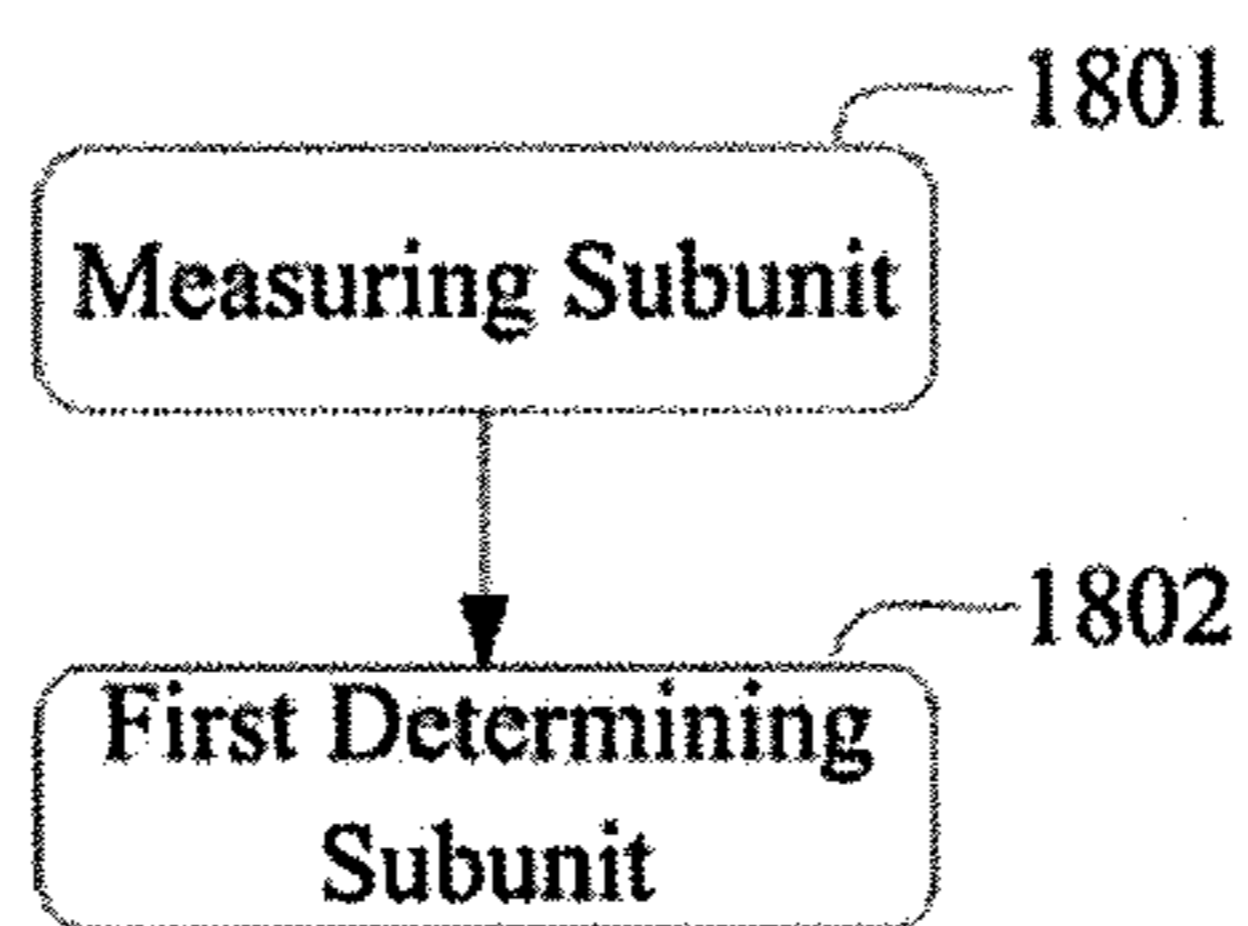 1801
Measuring Subunit
1802
First Determining
Subunit